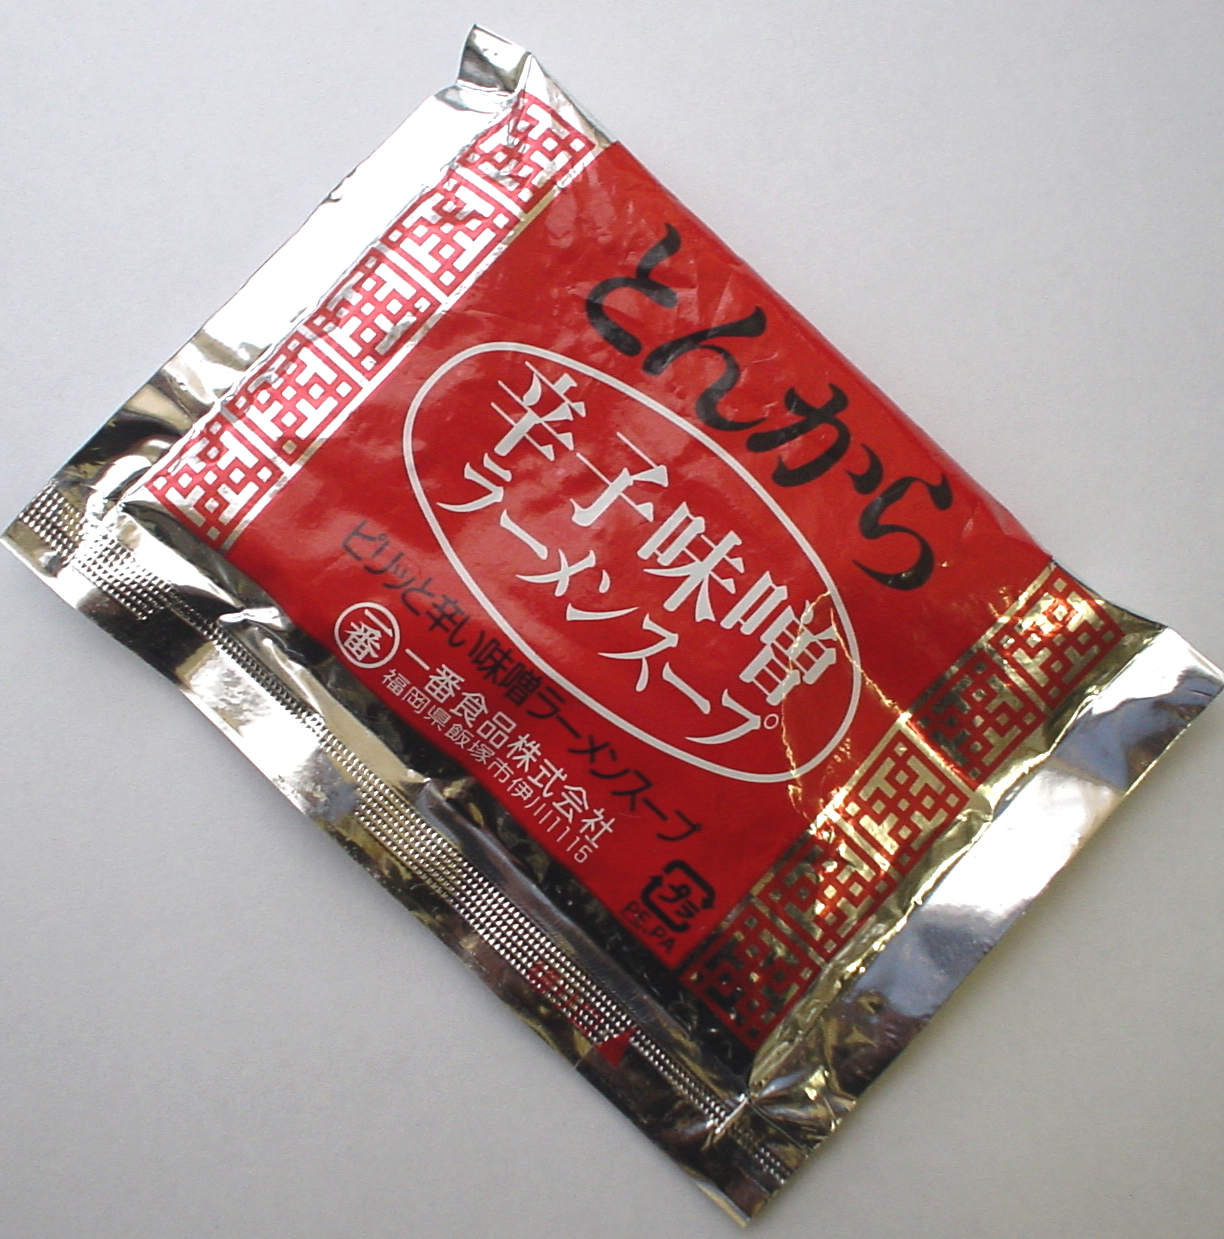 とんから
辛子味噌
ラーメンスープ
ピリッと辛い味噌ラーメンスープ
一番
一番食品株式会社
福岡県飯塚市伊川1115
プラ
PE.PA